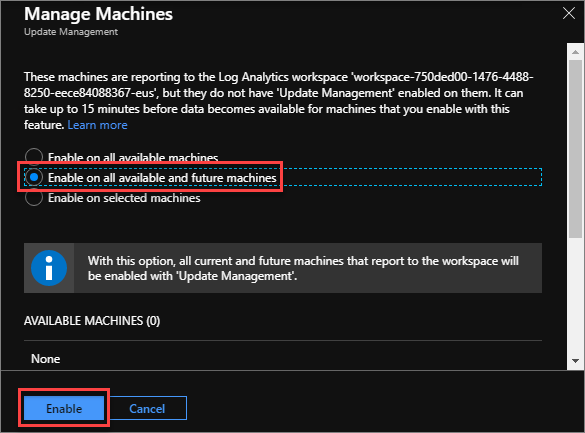 Manage Machines
Update Management
These machines are reporting to the Log Analytics workspace 'workspace-750ded00-1476-4488-
8250-eece84088367-eus', but they do not have 'Update Management' enabled on them. It can
take up to 15 minutes before data becomes available for machines that you enable with this
feature. Learn more
Enable on all available machines
Enable on all available and future machines
Enable on selected machines
With this option, all current and future machines that report to the workspace will
be enabled with 'Update Management'.
AVAILABLE MACHINES (0)
None
Enable
Cancel